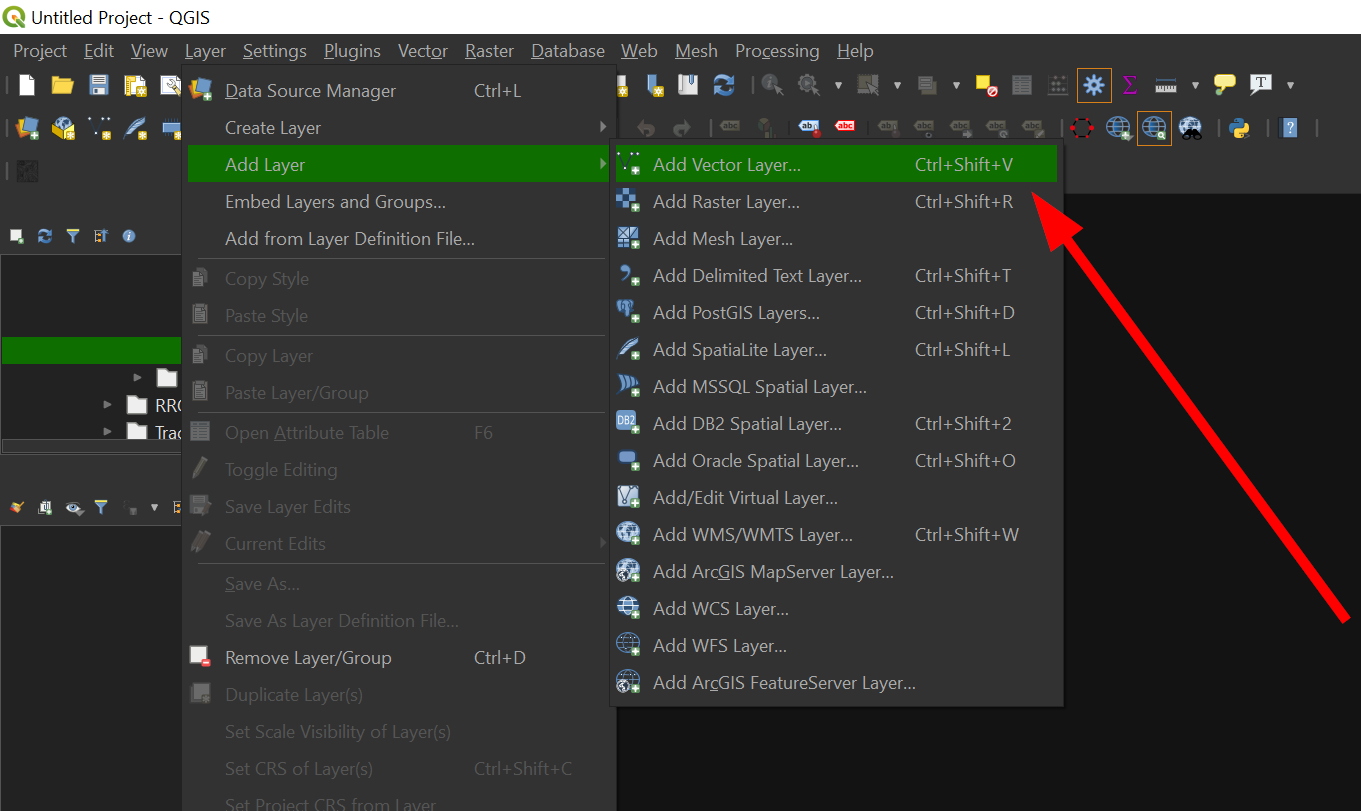 Untitled Project - QGIS
Project Edit View Layer Settings Plugins Vector Raster Database Web Mesh Processing Help
Data Source Manager Ctrl+L
Create Layer
Add Layer
Embed Layers and Groups...
Add from Layer Definition File...
Copy Style
Paste Style
Copy Layer
Paste Layer/Group
Open Attribute Table F6
Toggle Editing
Save Layer Edits
Current Edits
Save As...
Save As Layer Definition File...
Remove Layer/Group Ctrl+D
Duplicate Layer(s)
Set Scale Visibility of Layer(s)
Set CRS of Layer(s) Ctrl+Shift+C
Set Project CRS from Layer
Add Vector Layer... Ctrl+Shift+V
Add Raster Layer... Ctrl+Shift+R
Add Mesh Layer...
Add Delimited Text Layer... Ctrl+Shift+T
Add PostGIS Layers... Ctrl+Shift+D
Add SpatiaLite Layer... Ctrl+Shift+L
Add MSSQL Spatial Layer...
DB2 Add DB2 Spatial Layer... Ctrl+Shift+2
Add Oracle Spatial Layer... Ctrl+Shift+O
Add/Edit Virtual Layer...
Add WMS/WMTS Layer... Ctrl+Shift+W
Add ArcGIS MapServer Layer...
Add WCS Layer...
Add WFS Layer...
Add ArcGIS FeatureServer Layer...